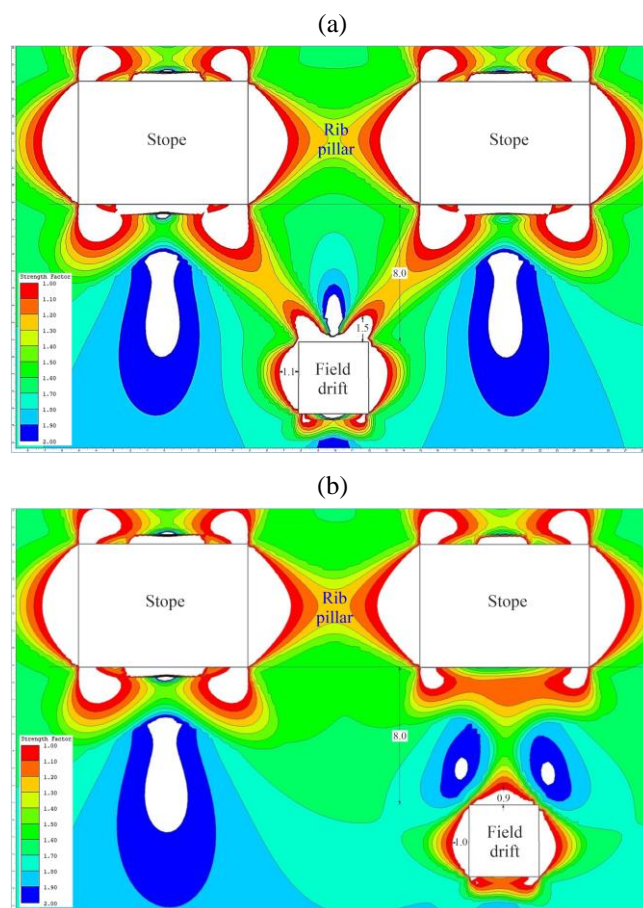 (a)
Stope
Rib
pillar
Stope
8.0
Strength Factor
1.00
1.10
1.20
1.30
1.40
1.50
1.60
1.70
1.80
1.90
2.00
1.5
1.1
Field
drift
(b)
Stope
Rib
pillar
Stope
8.0
Strength Factor
1.00
1.10
1.20
1.30
1.40
1.50
1.60
1.70
1.80
1.90
2.00
0.9
1.0
Field
drift